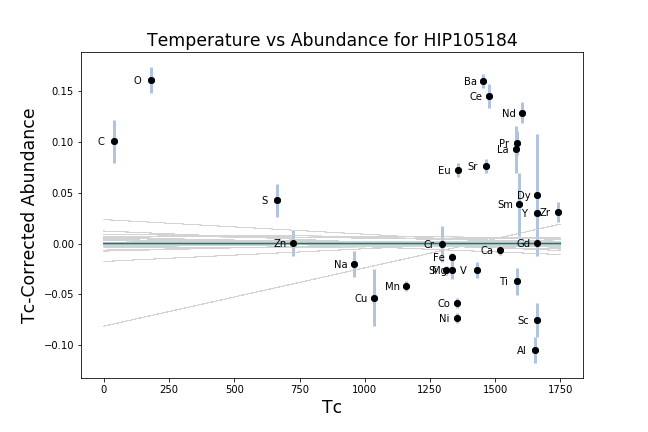 Temperature vs Abundance for HIP105184
Tc-Corrected Abundance
0.15
0.10
0.05
0.00
−0.05
−0.10
O
C
S
Zn
Na
Cu
Mn
Cr
Fe
Mg
V
Co
Ni
Eu
Sr
Ba
Ce
Nd
Pr
La
Sm
Dy
Y
Zr
Gd
Ca
Ti
Sc
Al
0
250
500
750
1000
1250
1500
1750
Tc